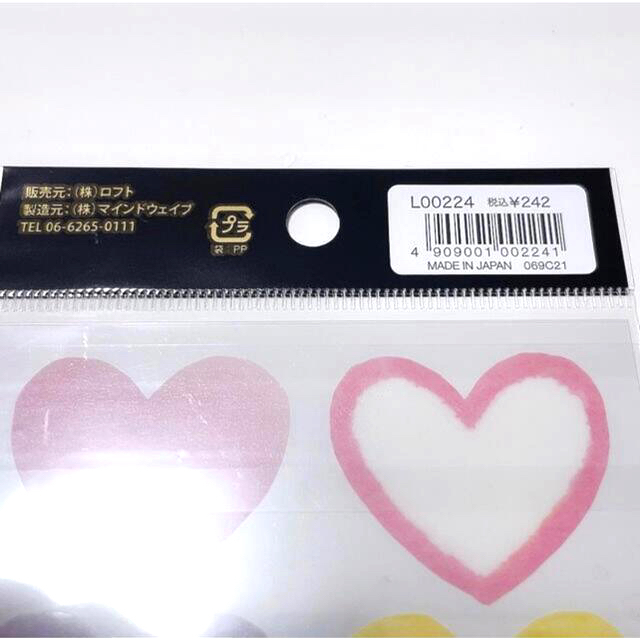 販売元:(株)ロフト
製造元:(株)マインドウェイブ
TEL 06-6265-0111
プラ
袋 PP
L00224 税込¥242
4 909001 002241
MADE IN JAPAN 069C21